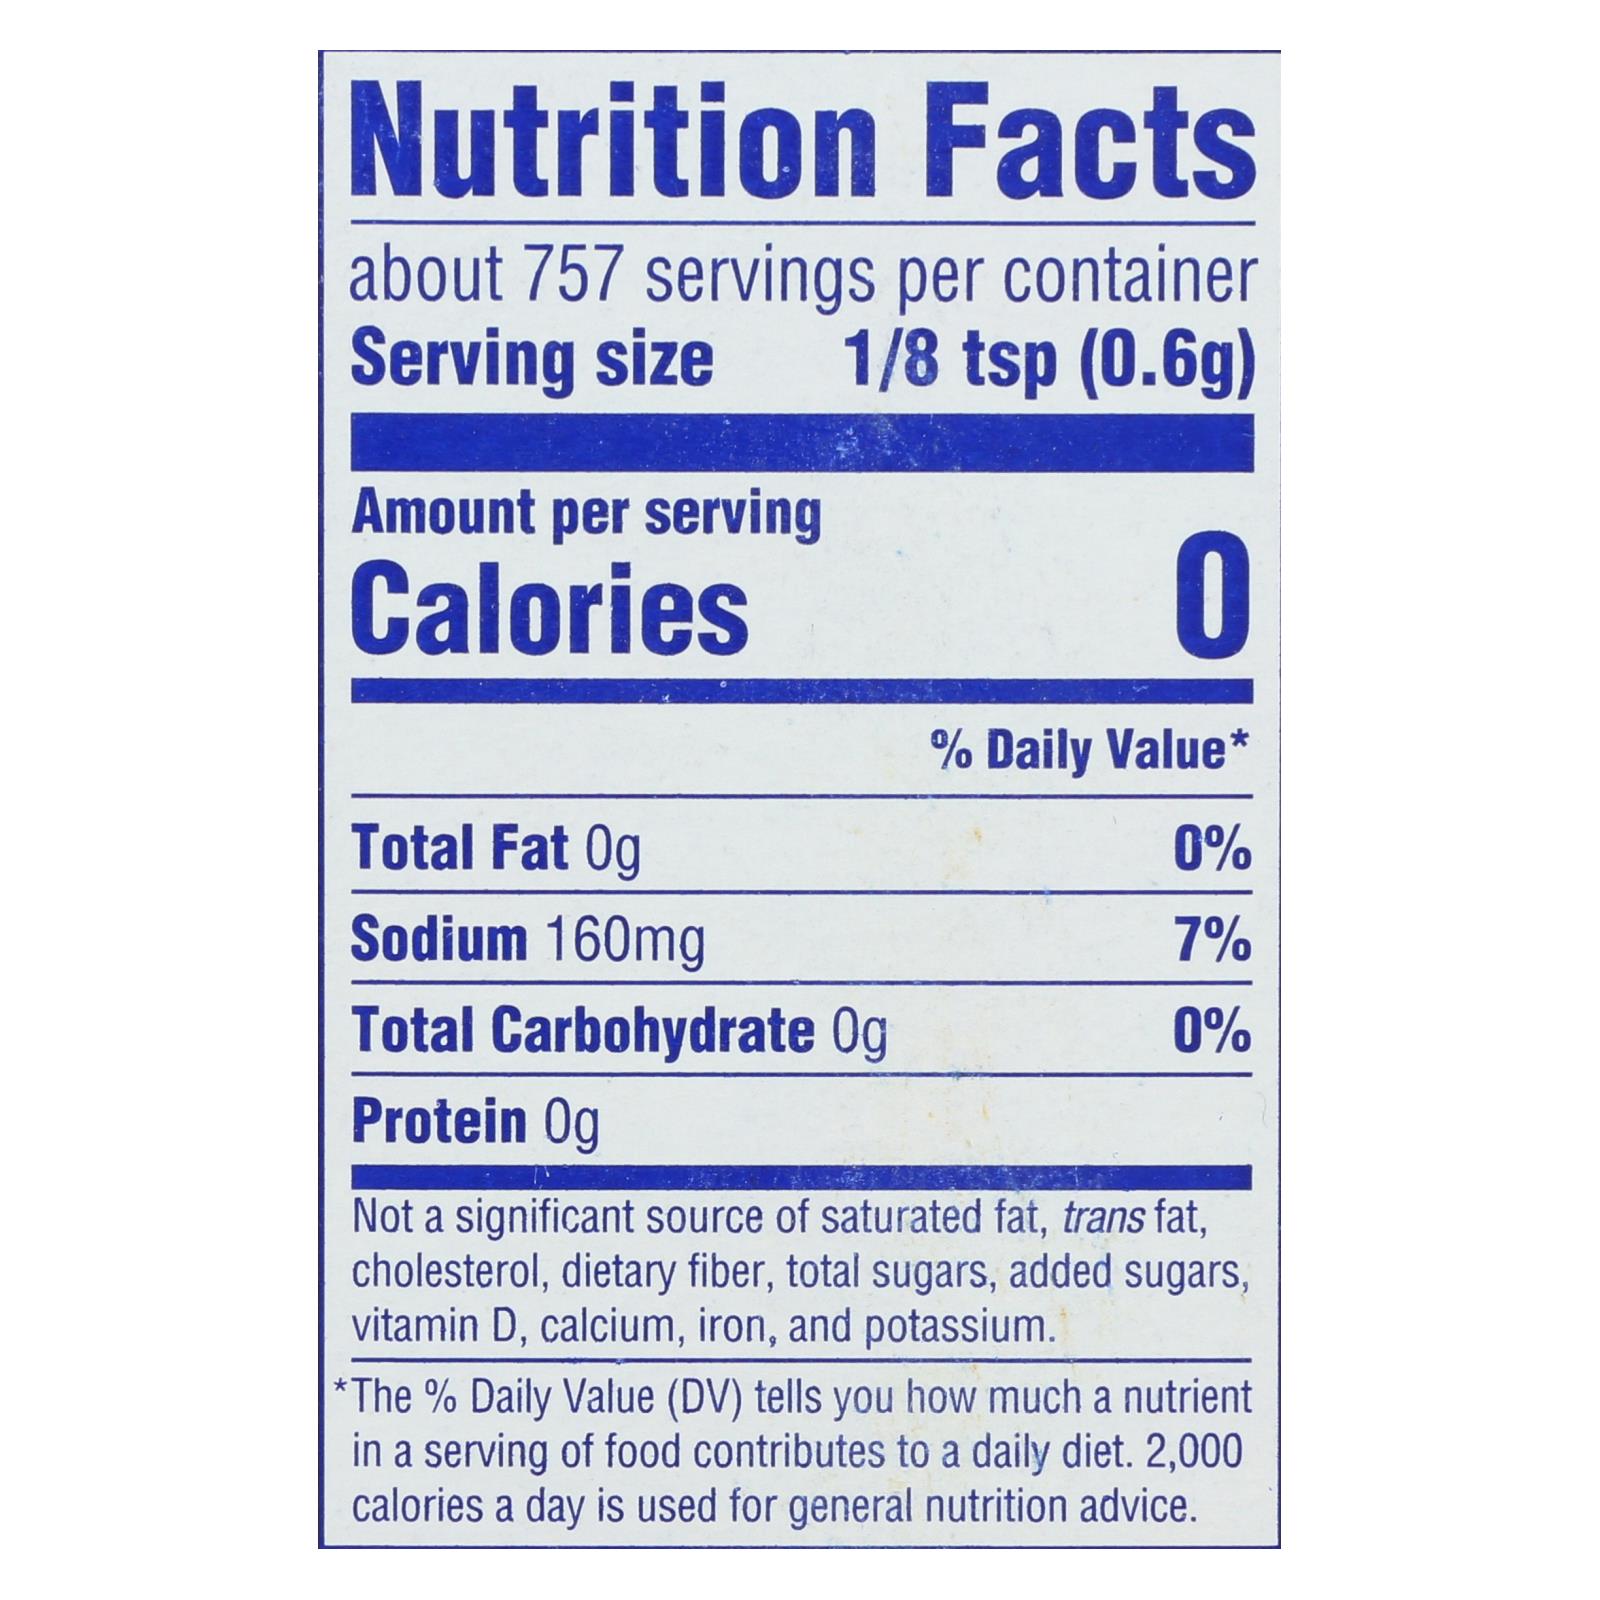 Nutrition Facts
about 757 servings per container
Serving size 1/8 tsp (0.6g)
Amount per serving
Calories 0
% Daily Value*
Total Fat 0g 0%
Sodium 160mg 7%
Total Carbohydrate 0g 0%
Protein 0g
Not a significant source of saturated fat, trans fat,
cholesterol, dietary fiber, total sugars, added sugars,
vitamin D, calcium, iron, and potassium.
*The % Daily Value (DV) tells you how much a nutrient
in a serving of food contributes to a daily diet. 2,000
calories a day is used for general nutrition advice.